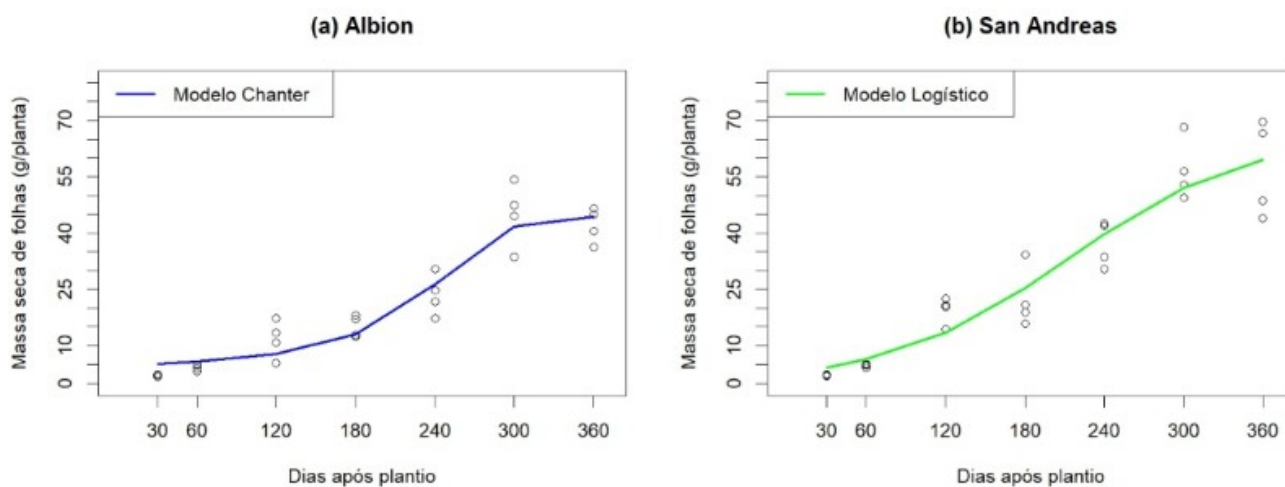 (a) Albion
Modelo Chanter
Massa seca de folhas (g/planta)
70
55
40
25
10
0
30 60 120 180 240 300 360
Dias após plantio
(b) San Andreas
Modelo Logístico
Massa seca de folhas (g/planta)
70
55
40
25
10
0
30 60 120 180 240 300 360
Dias após plantio